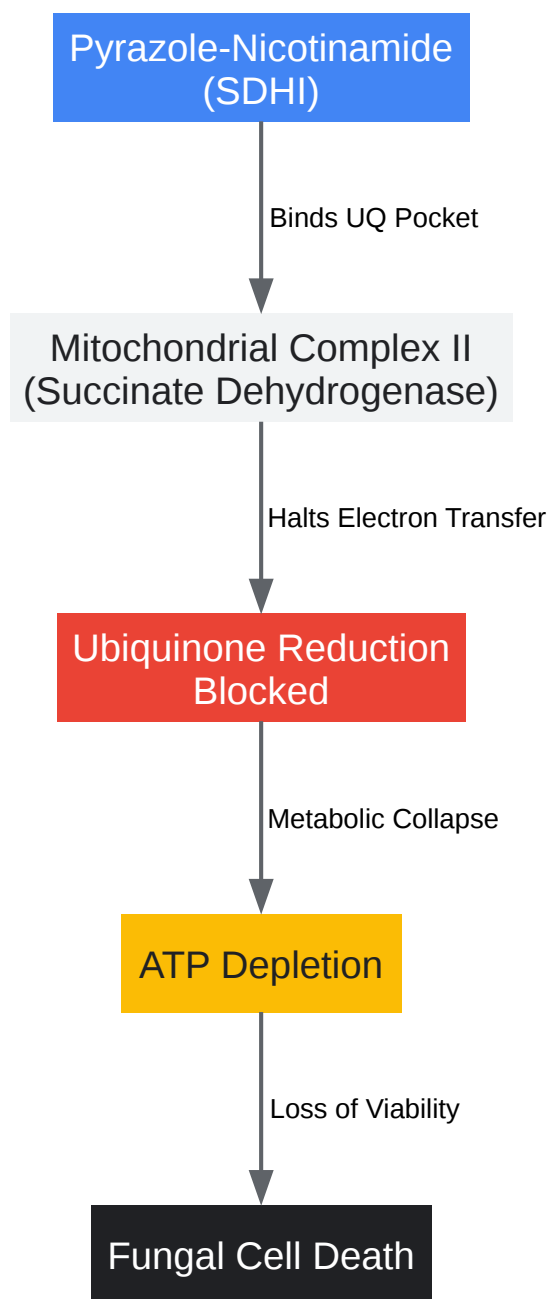 Pyrazole-Nicotinamide
(SDHI)
Binds UQ Pocket
Mitochondrial Complex II
(Succinate Dehydrogenase)
Halts Electron Transfer
Ubiquinone Reduction
Blocked
Metabolic Collapse
ATP Depletion
Loss of Viability
Fungal Cell Death